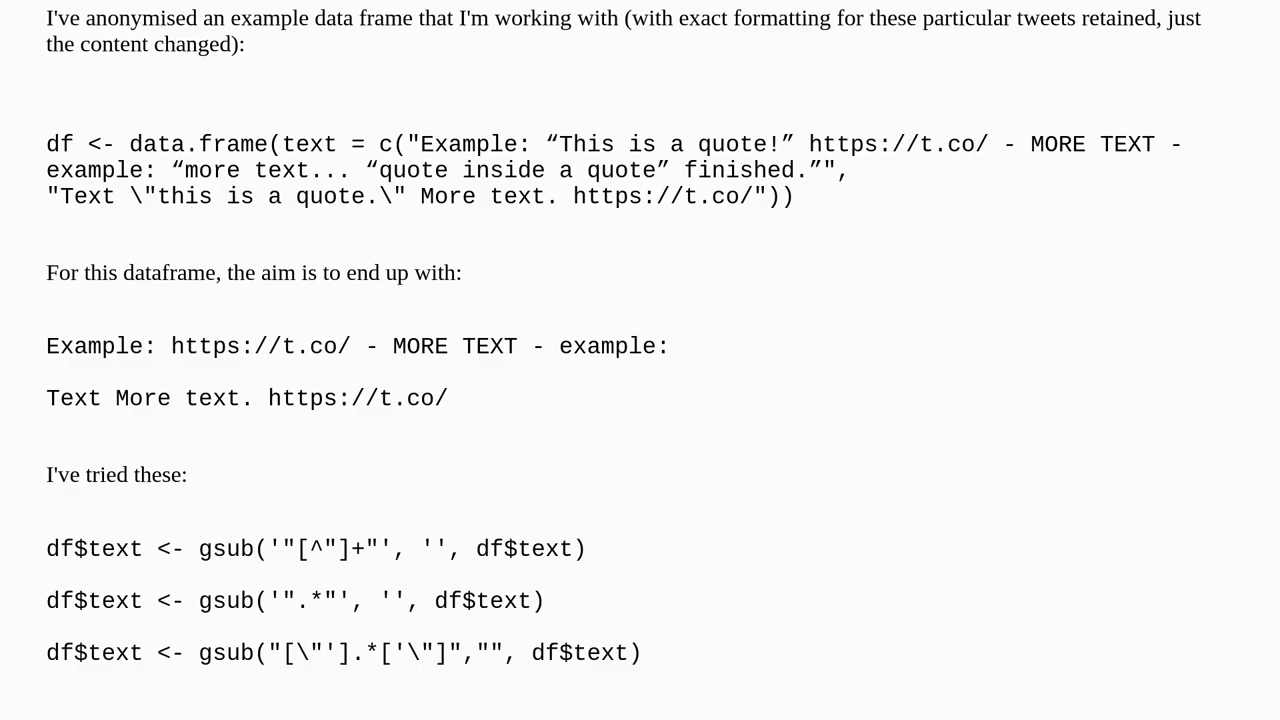 I've anonymised an example data frame that I'm working with (with exact formatting for these particular tweets retained, just
the content changed):
df <- data.frame(text = c("Example: “This is a quote!” https://t.co/ - MORE TEXT -
example: “more text... “quote inside a quote” finished.”",
"Text \"this is a quote.\" More text. https://t.co/"))
For this dataframe, the aim is to end up with:
Example: https://t.co/ - MORE TEXT - example:
Text More text. https://t.co/
I've tried these:
df$text <- gsub('"[^"]+"', '', df$text)
df$text <- gsub('".*"', '', df$text)
df$text <- gsub("[\"'].*['\"]","", df$text)